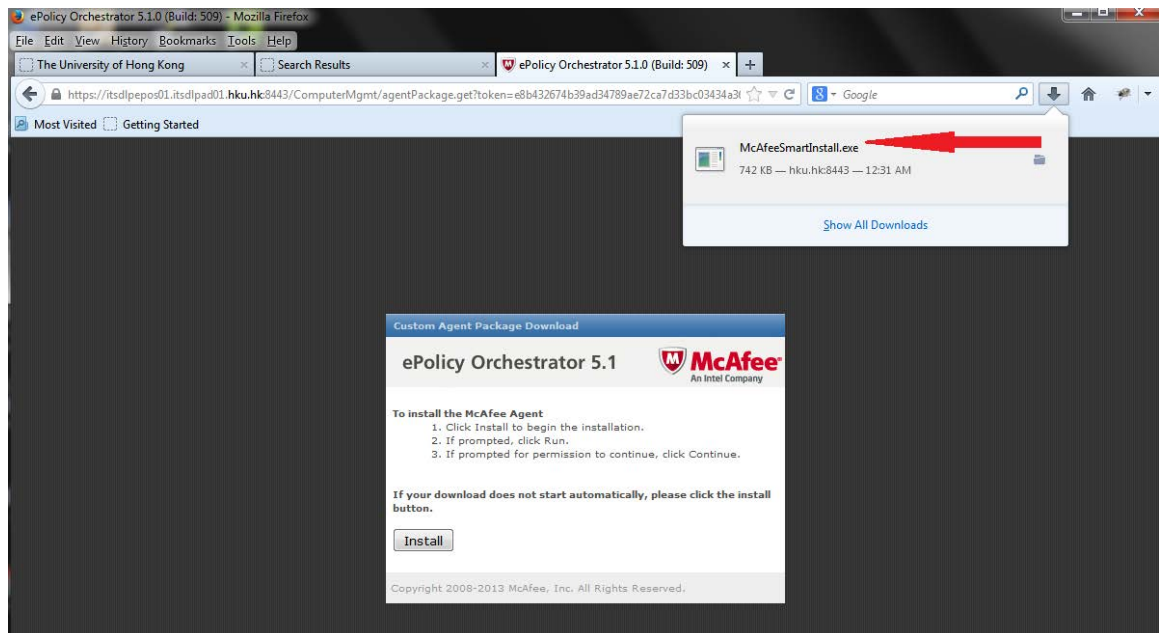 ePolicy Orchestrator 5.1.0 (Build: 509) - Mozilla Firefox
File Edit View History Bookmarks Tools Help
The University of Hong Kong × Search Results × ePolicy Orchestrator 5.1.0 (Build: 509) × +
https://itsdlpepos01.itsdlpad01.hku.hk:8443/ComputerMgmt/agentPackage.get?token=e8b432674b39ad34789ae72ca7d33bc03434a3 Google
Most Visited Getting Started
McAfeeSmartInstall.exe
742 KB — hku.hk:8443 — 12:31 AM
Show All Downloads
Custom Agent Package Download
ePolicy Orchestrator 5.1 McAfee
An Intel Company
To install the McAfee Agent
1. Click Install to begin the installation.
2. If prompted, click Run.
3. If prompted for permission to continue, click Continue.
If your download does not start automatically, please click the install
button.
Install
Copyright 2008-2013 McAfee, Inc. All Rights Reserved.